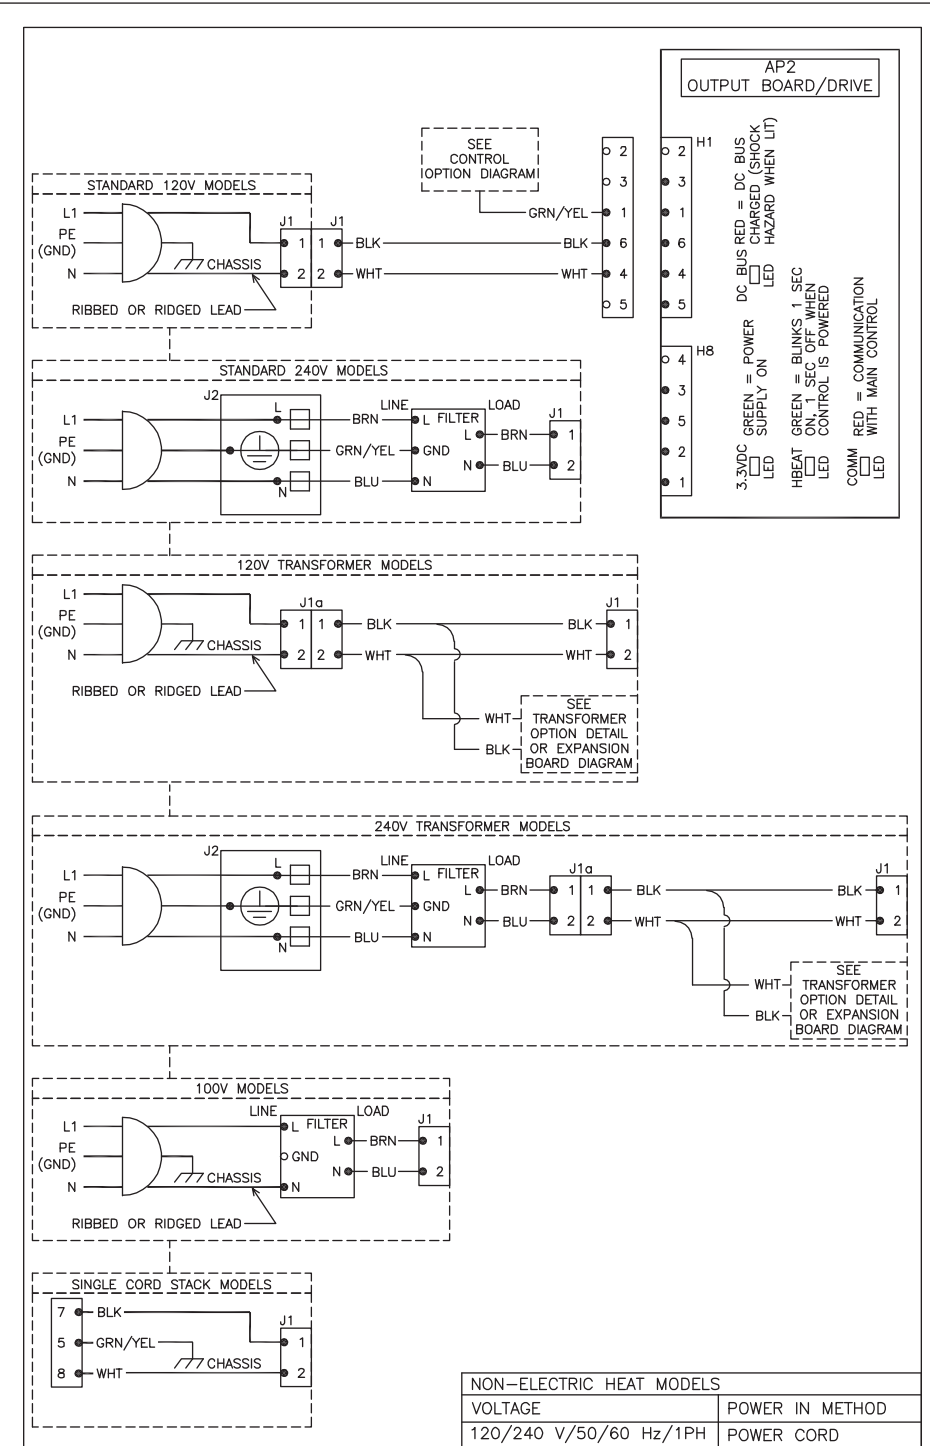 AP2
OUTPUT BOARD/DRIVE
SEE
CONTROL
OPTION DIAGRAM
2
3
GRN/YEL
1
BLK
6
WHT
4
5
H1
2
3
1
6
4
5
H8
4
3
5
2
1
DC BUS RED = DC BUS
CHARGED (SHOCK
HAZARD WHEN LIT)
LED
3.3VDC GREEN = POWER
SUPPLY ON
LED
HBEAT GREEN = BLINKS 1 SEC
ON, 1 SEC OFF WHEN
CONTROL IS POWERED
LED
COMM RED = COMMUNICATION
WITH MAIN CONTROL
LED
STANDARD 120V MODELS
L1
PE
(GND)
N
CHASSIS
RIBBED OR RIDGED LEAD
J1 J1
1 1 BLK
2 2 WHT
STANDARD 240V MODELS
L1
PE
(GND)
N
J2
L
N
BRN
GRN/YEL
BLU
LINE LOAD
L FILTER
GND
N
L BRN
N BLU
J1
1
2
120V TRANSFORMER MODELS
L1
PE
(GND)
N
CHASSIS
RIBBED OR RIDGED LEAD
J1a
1 1 BLK
2 2 WHT
J1
BLK 1
WHT 2
WHT
BLK
SEE
TRANSFORMER
OPTION DETAIL
OR EXPANSION
BOARD DIAGRAM
240V TRANSFORMER MODELS
L1
PE
(GND)
N
J2
L
N
BRN
GRN/YEL
BLU
LINE LOAD
L FILTER
GND
N
L BRN
N BLU
J1a
1 1 BLK
2 2 WHT
J1
BLK 1
WHT 2
WHT
BLK
SEE
TRANSFORMER
OPTION DETAIL
OR EXPANSION
BOARD DIAGRAM
100V MODELS
L1
PE
(GND)
N
CHASSIS
RIBBED OR RIDGED LEAD
LINE LOAD
L FILTER
GND
N
L BRN
N BLU
J1
1
2
SINGLE CORD STACK MODELS
7 BLK
5 GRN/YEL
8 WHT
CHASSIS
J1
1
2
NON-ELECTRIC HEAT MODELS
VOLTAGE POWER IN METHOD
120/240 V/50/60 Hz/1PH POWER CORD